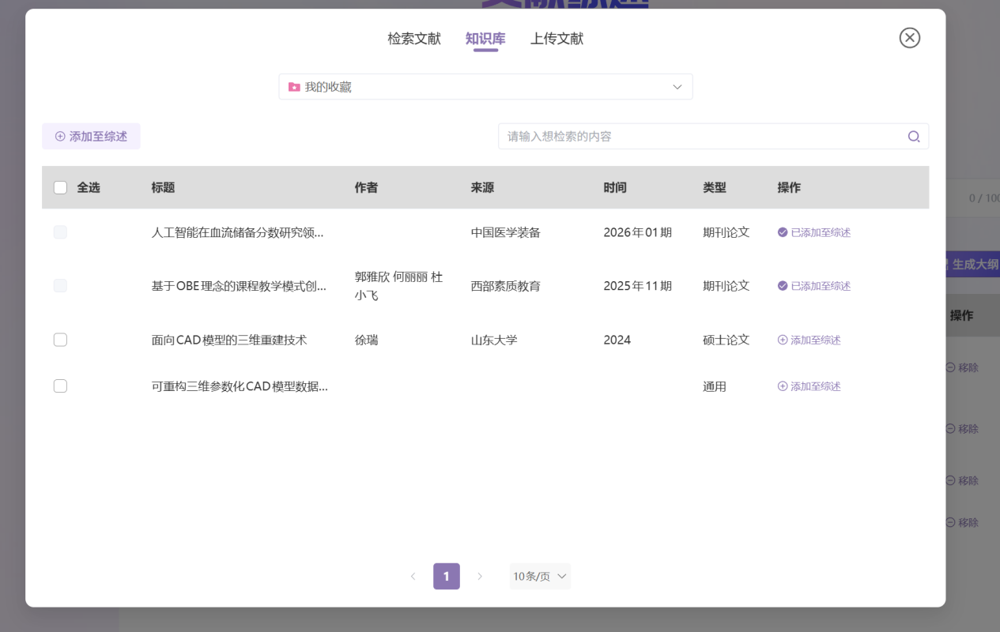 检索文献 知识库 上传文献
我的收藏
添加至综述 请输入想检索的内容
0 / 100
全选 标题 作者 来源 时间 类型 操作
人工智能在血流储备分数研究领... 中国医学装备 2026年01期 期刊论文 已添加至综述
生成大纲
基于OBE理念的课程教学模式创... 郭雅欣 何丽丽 杜 西部素质教育 2025年11期 期刊论文 已添加至综述
小飞
操作
面向CAD模型的三维重建技术 徐瑞 山东大学 2024 硕士论文 添加至综述
移除
可重构三维参数化CAD模型数据... 通用 添加至综述
移除
移除
移除
1 10条/页